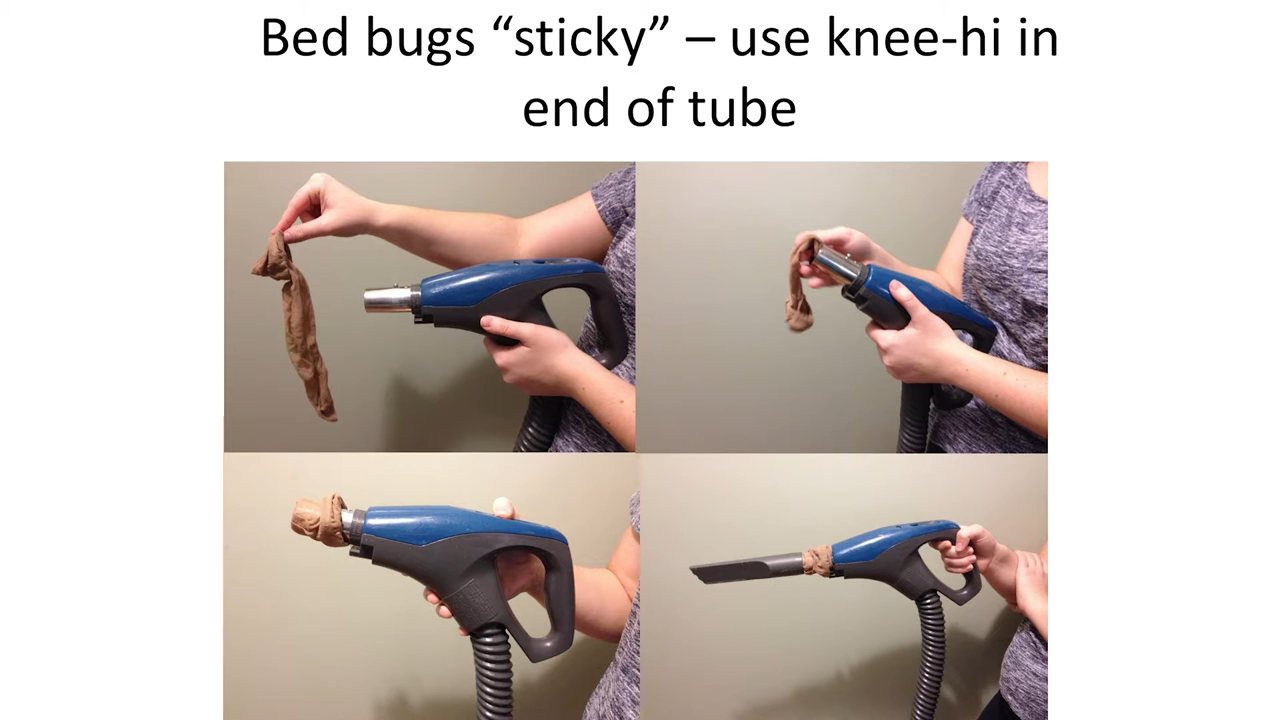 Bed bugs “sticky” – use knee-hi in
end of tube